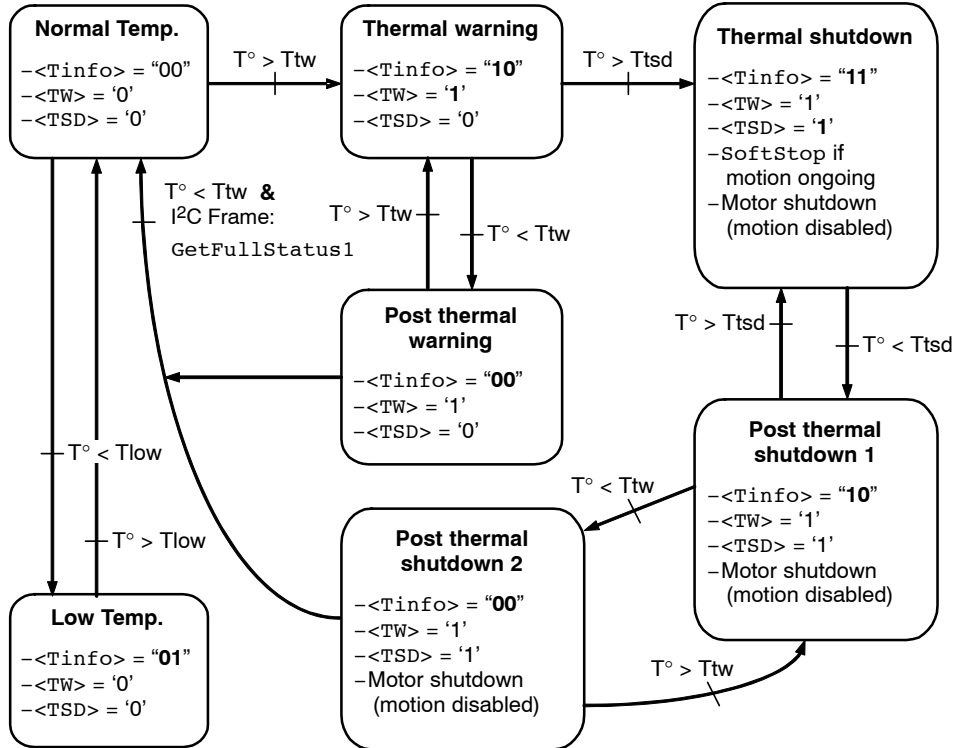 Normal Temp.
–<Tinfo> = “00”
–<TW> = ‘0’
–<TSD> = ‘0’
T° > Ttw
Thermal warning
–<Tinfo> = “10”
–<TW> = ‘1’
–<TSD> = ‘0’
T° > Ttsd
Thermal shutdown
–<Tinfo> = “11”
–<TW> = ‘1’
–<TSD> = ‘1’
–SoftStop if
motion ongoing
–Motor shutdown
(motion disabled)
T° < Ttw &
I²C Frame:
GetFullStatus1
T° > Ttw
T° < Ttw
Post thermal
warning
–<Tinfo> = “00”
–<TW> = ‘1’
–<TSD> = ‘0’
T° > Ttsd
T° < Ttsd
Post thermal
shutdown 1
–<Tinfo> = “10”
–<TW> = ‘1’
–<TSD> = ‘1’
–Motor shutdown
(motion disabled)
T° < Tlow
T° > Tlow
T° < Ttw
Post thermal
shutdown 2
–<Tinfo> = “00”
–<TW> = ‘1’
–<TSD> = ‘1’
–Motor shutdown
(motion disabled)
T° > Ttw
Low Temp.
–<Tinfo> = “01”
–<TW> = ‘0’
–<TSD> = ‘0’